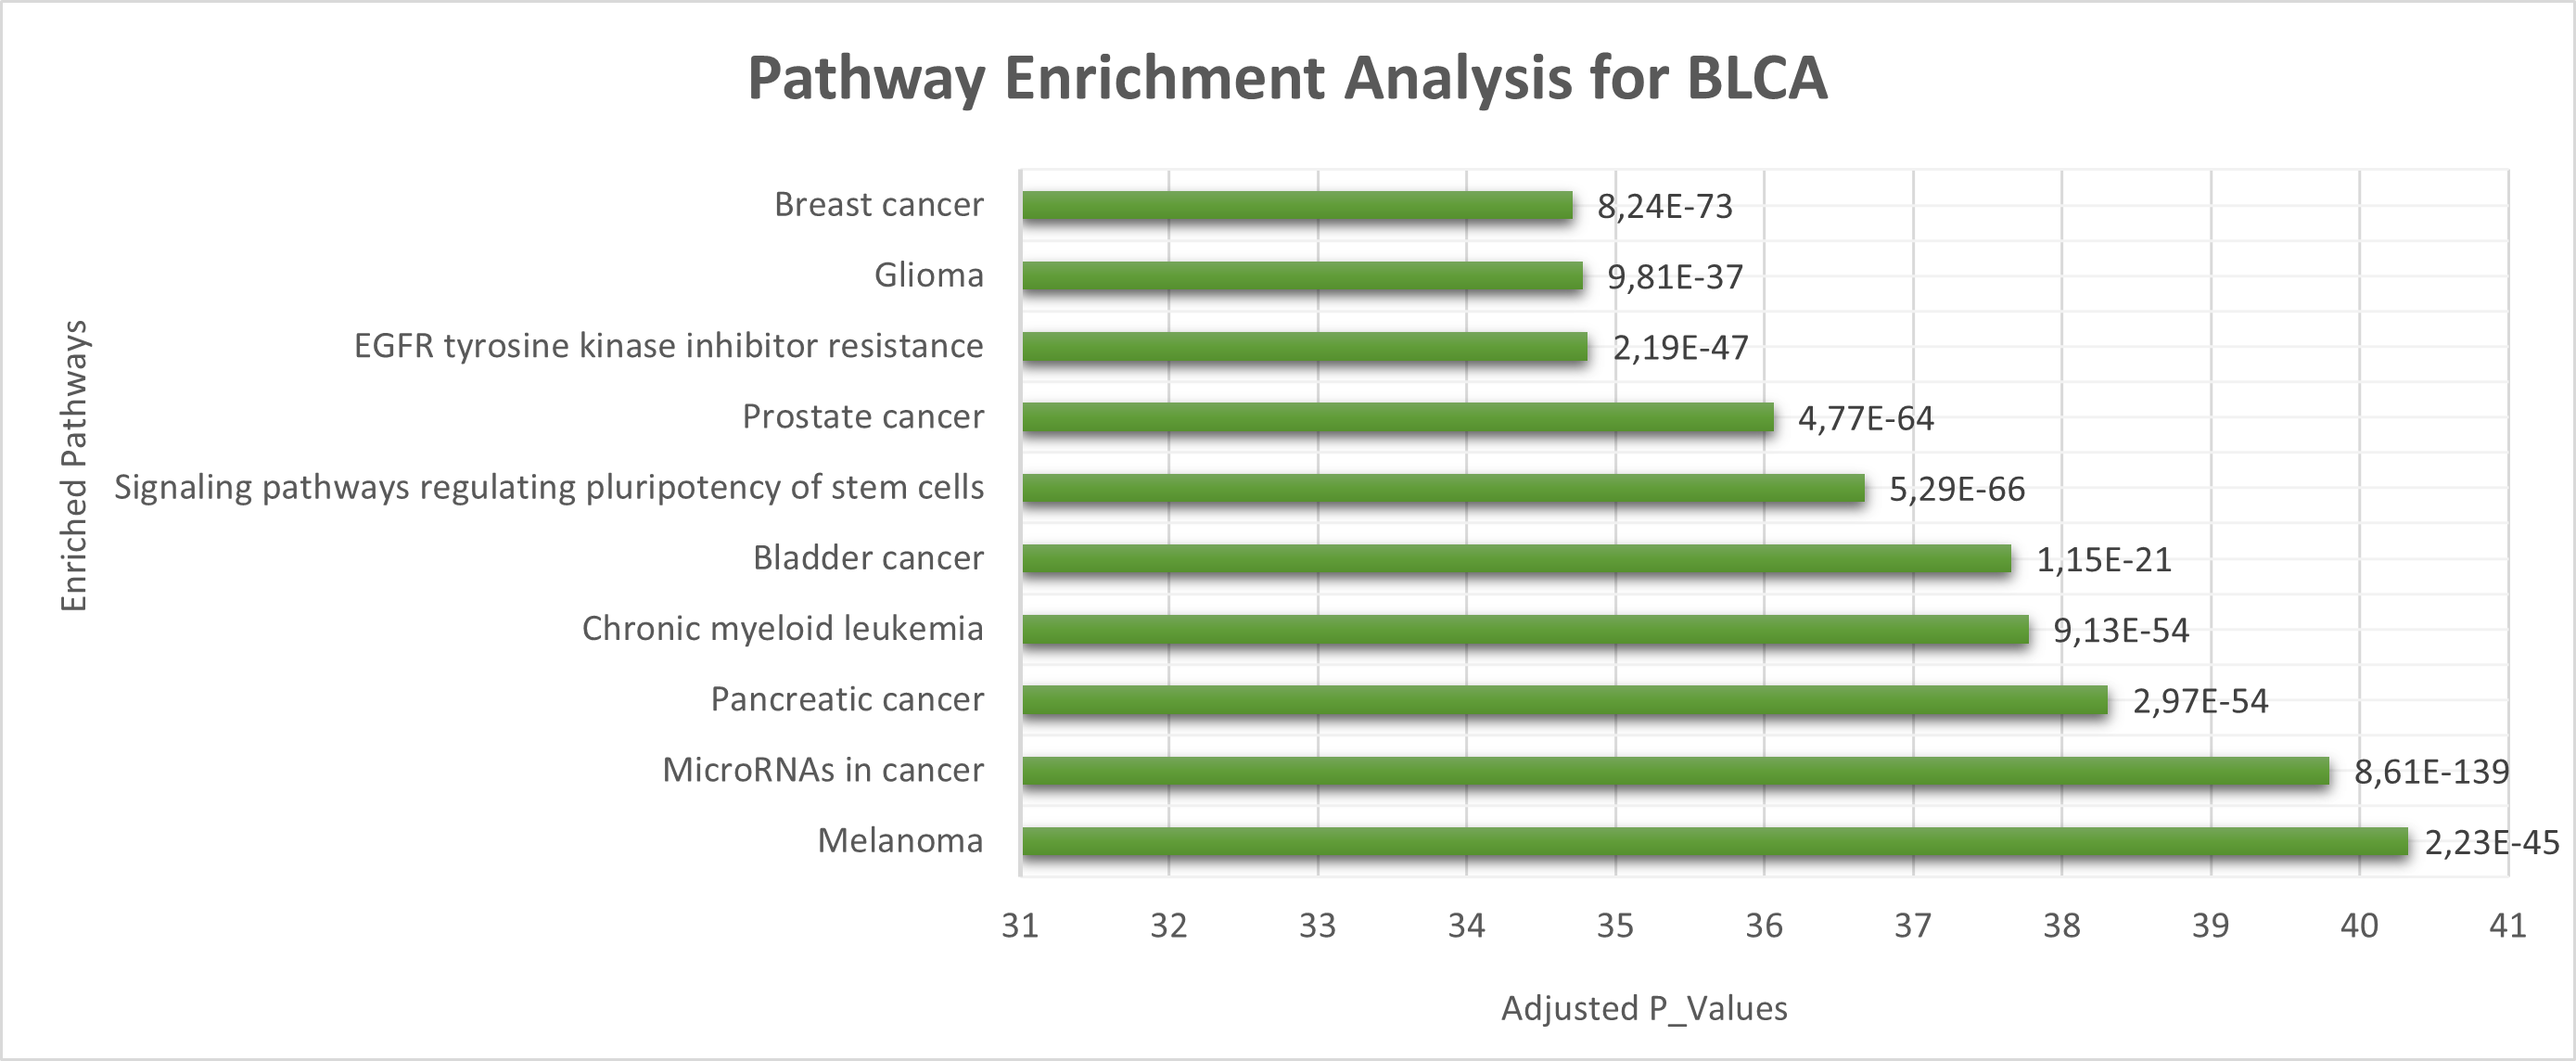 Pathway Enrichment Analysis for BLCA
Enriched Pathways
Breast cancer 8,24E-73
Glioma 9,81E-37
EGFR tyrosine kinase inhibitor resistance 2,19E-47
Prostate cancer 4,77E-64
Signaling pathways regulating pluripotency of stem cells 5,29E-66
Bladder cancer 1,15E-21
Chronic myeloid leukemia 9,13E-54
Pancreatic cancer 2,97E-54
MicroRNAs in cancer 8,61E-139
Melanoma 2,23E-45
31 32 33 34 35 36 37 38 39 40 41
Adjusted P_Values